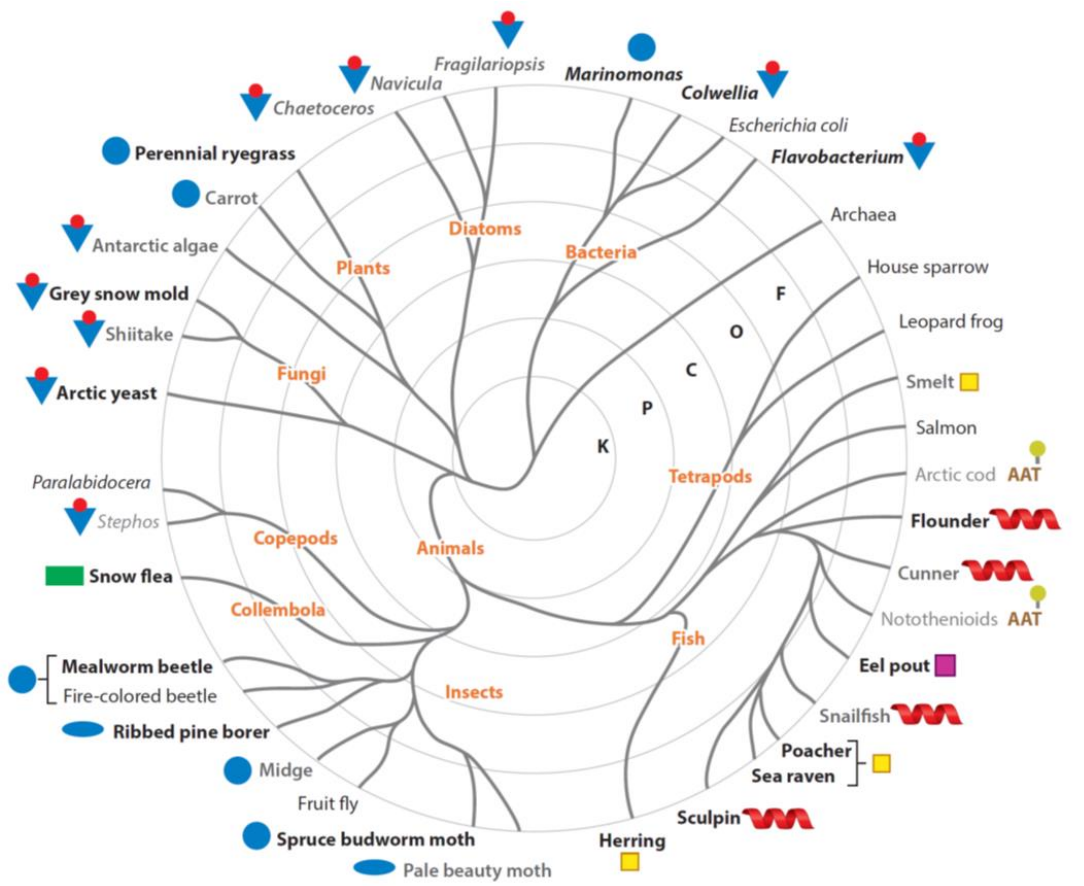 Fragilariopsis
Marinomonas
Navicula
Colwellia
Chaetoceros
Escherichia coli
Perennial ryegrass
Flavobacterium
Carrot
Archaea
Antarctic algae
Diatoms
Bacteria
Plants
House sparrow
Grey snow mold
F
Leopard frog
Shiitake
O
Fungi
C
Smelt
Arctic yeast
P
Salmon
K
Tetrapods
Arctic cod AAT
Paralabidocera
Stephos
Flounder
Copepods
Animals
Snow flea
Cunner
Collembola
Notothenioids AAT
Fish
Mealworm beetle
Eel pout
Fire-colored beetle
Insects
Ribbed pine borer
Snailfish
Midge
Poacher
Sea raven
Fruit fly
Sculpin
Spruce budworm moth
Herring
Pale beauty moth